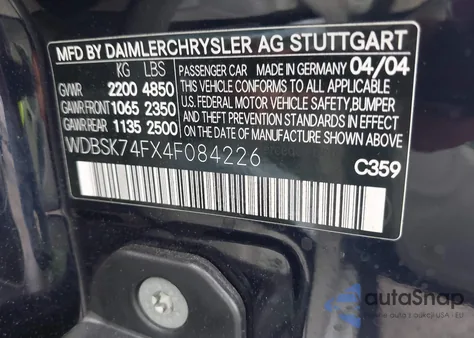 MFD BY DAIMLERCHRYSLER AG STUTTGART
KG LBS
GVWR 2200 4850
GAWR FRONT 1065 2350
GAWR REAR 1135 2500
PASSENGER CAR MADE IN GERMANY 04/04
THIS VEHICLE CONFORMS TO ALL APPLICABLE
U.S. FEDERAL MOTOR VEHICLE SAFETY, BUMPER
AND THEFT PREVENTION STANDARDS IN
EFFECT ON THE DATE OF MANUFACTURE
WDBSK74FX4F084226
C359
autoSnap